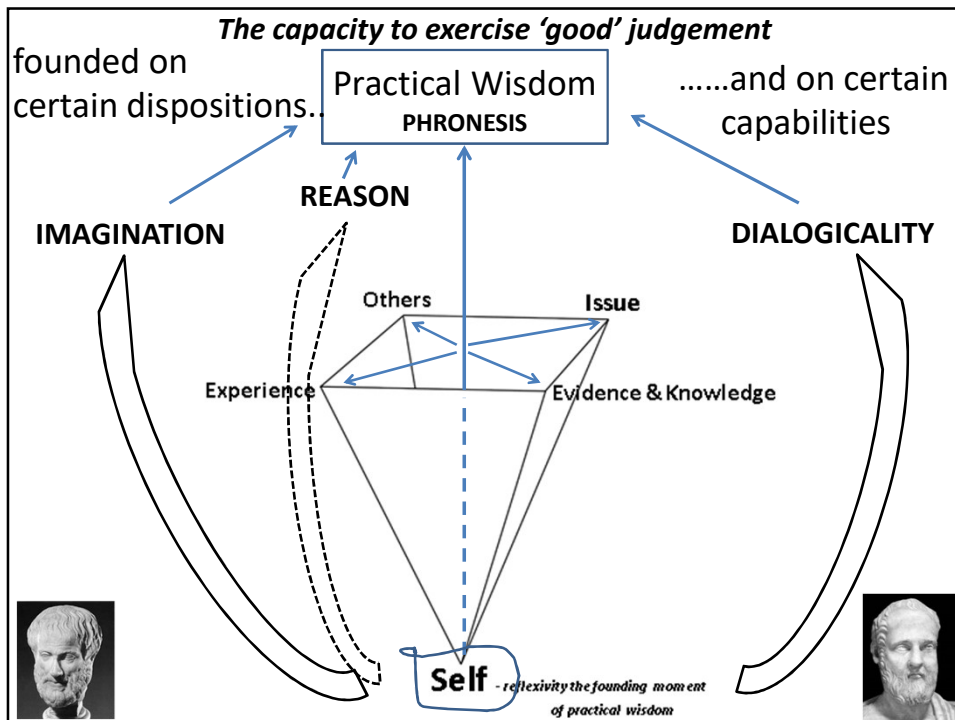 The capacity to exercise ‘good’ judgement
founded on
certain dispositions..
Practical Wisdom
PHRONESIS
……and on certain
capabilities
REASON
IMAGINATION
DIALOGICALITY
Others
Issue
Experience
Evidence & Knowledge
Self - reflexivity the founding moment
of practical wisdom